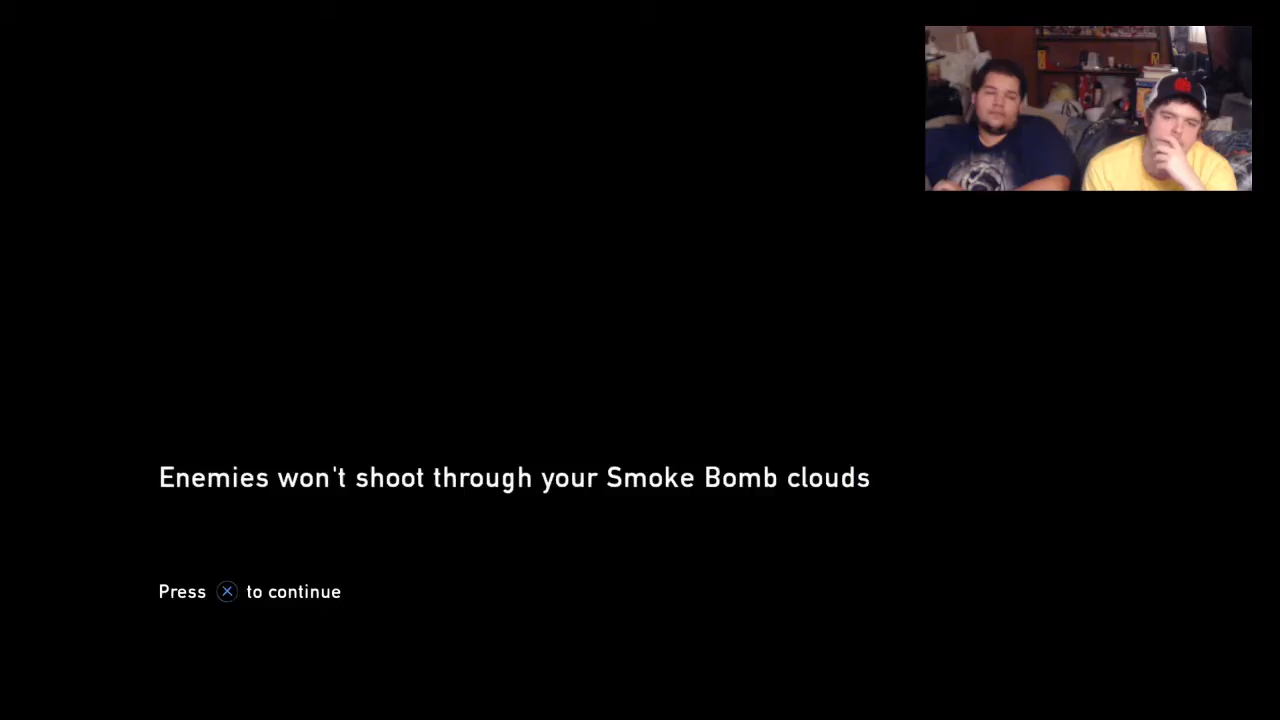 Enemies won't shoot through your Smoke Bomb clouds
Press ⓧ to continue